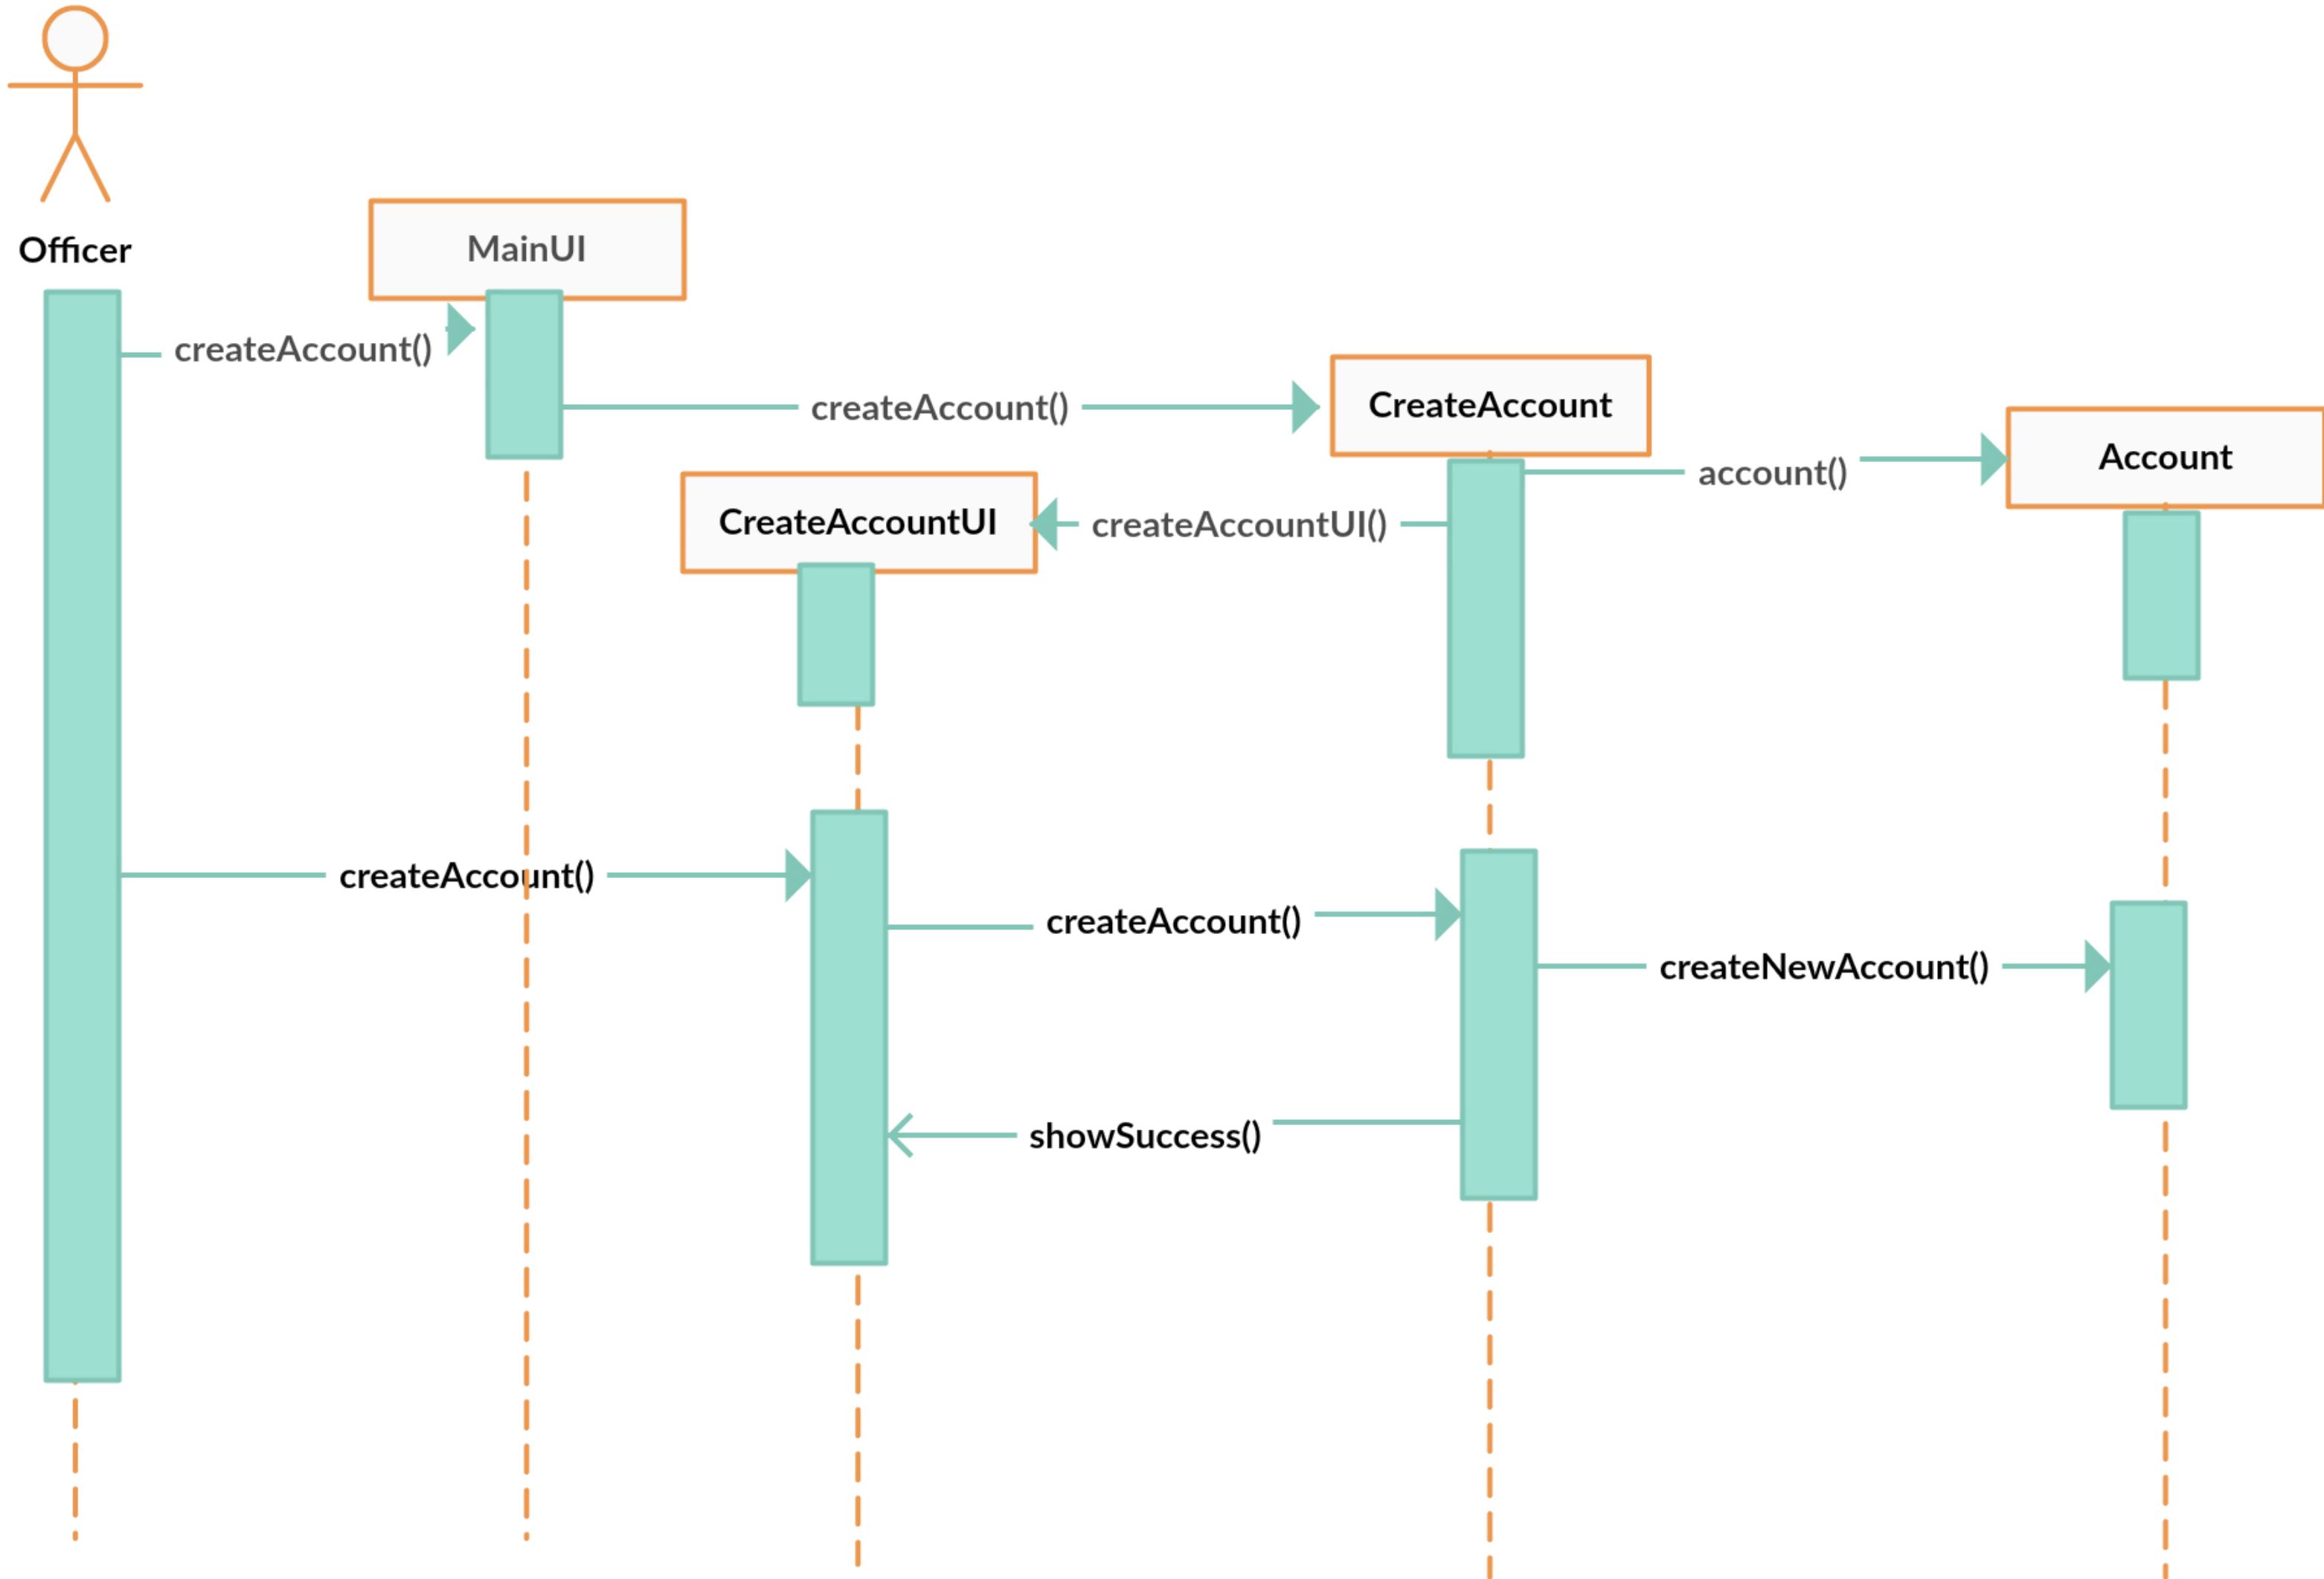 Officer
MainUI
createAccount()
createAccount()
CreateAccount
account()
Account
CreateAccountUI
createAccountUI()
createAccount()
createAccount()
createNewAccount()
showSuccess()